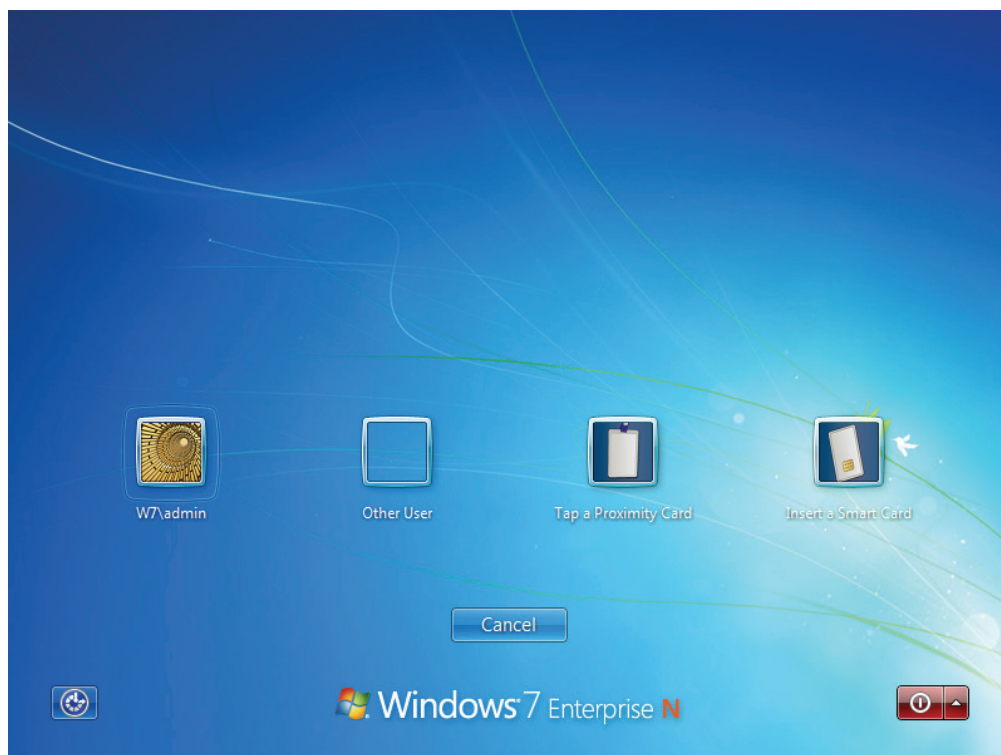 W7\admin
Other User
Tap a Proximity Card
Insert a Smart Card
Cancel
Windows 7 Enterprise N